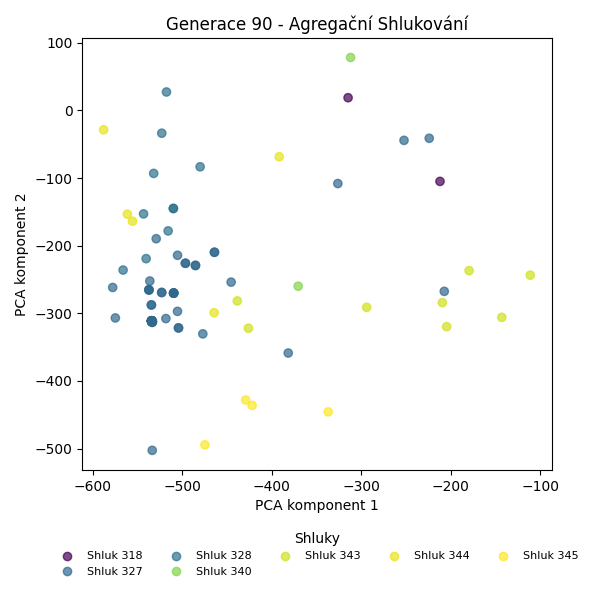 Generace 90 - Agregační Shlukování
100
0
−100
−200
−300
−400
−500
PCA komponent 2
−600 −500 −400 −300 −200 −100
PCA komponent 1
Shluky
Shluk 318 Shluk 328 Shluk 343 Shluk 344 Shluk 345
Shluk 327 Shluk 340